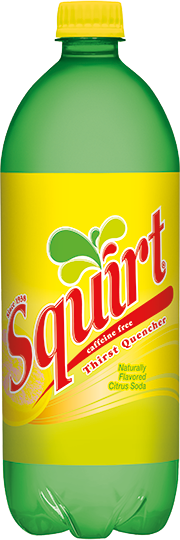 since 1938
Squirt®
caffeine free
Thirst Quencher
Naturally
Flavored
Citrus Soda